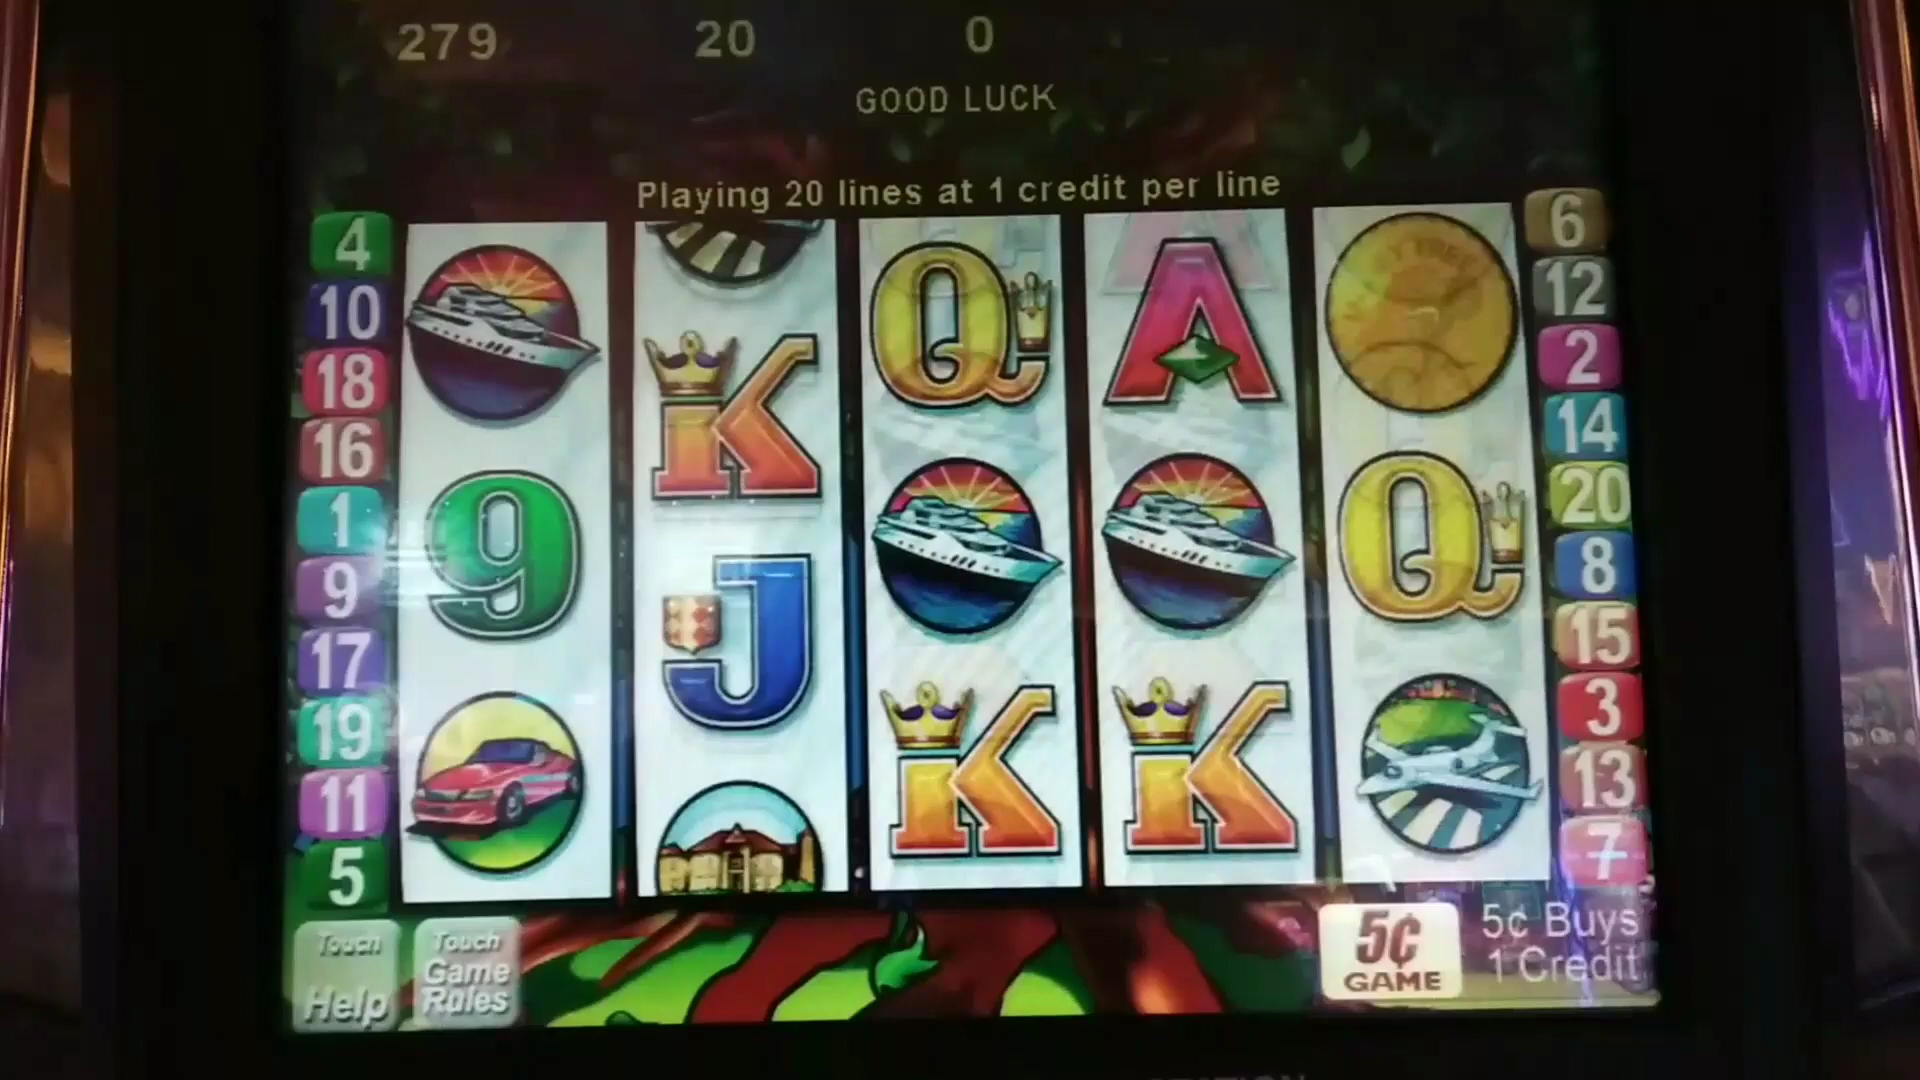 279 20 0
GOOD LUCK
Playing 20 lines at 1 credit per line
4
10
18
16
1
9
17
19
11
5
9
K
J
Q
K
A
K
Q
6
12
2
14
20
8
15
3
13
7
Touch
Help
Touch
Game
Rules
5¢
GAME
5¢ Buys
1 Credit